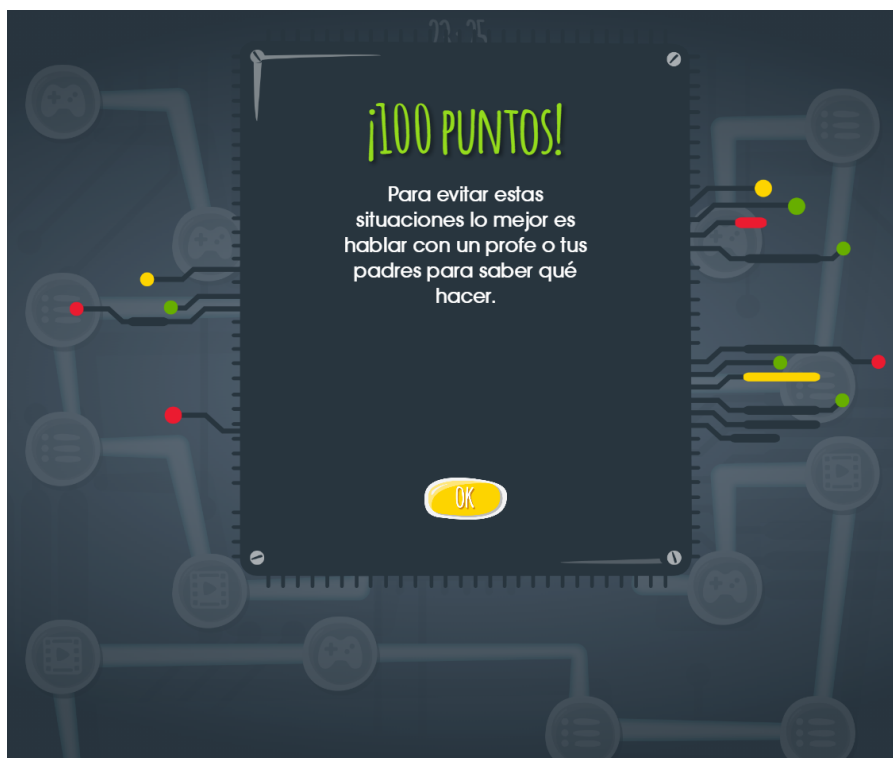 ¡100 PUNTOS!
Para evitar estas
situaciones lo mejor es
hablar con un profe o tus
padres para saber qué
hacer.
OK